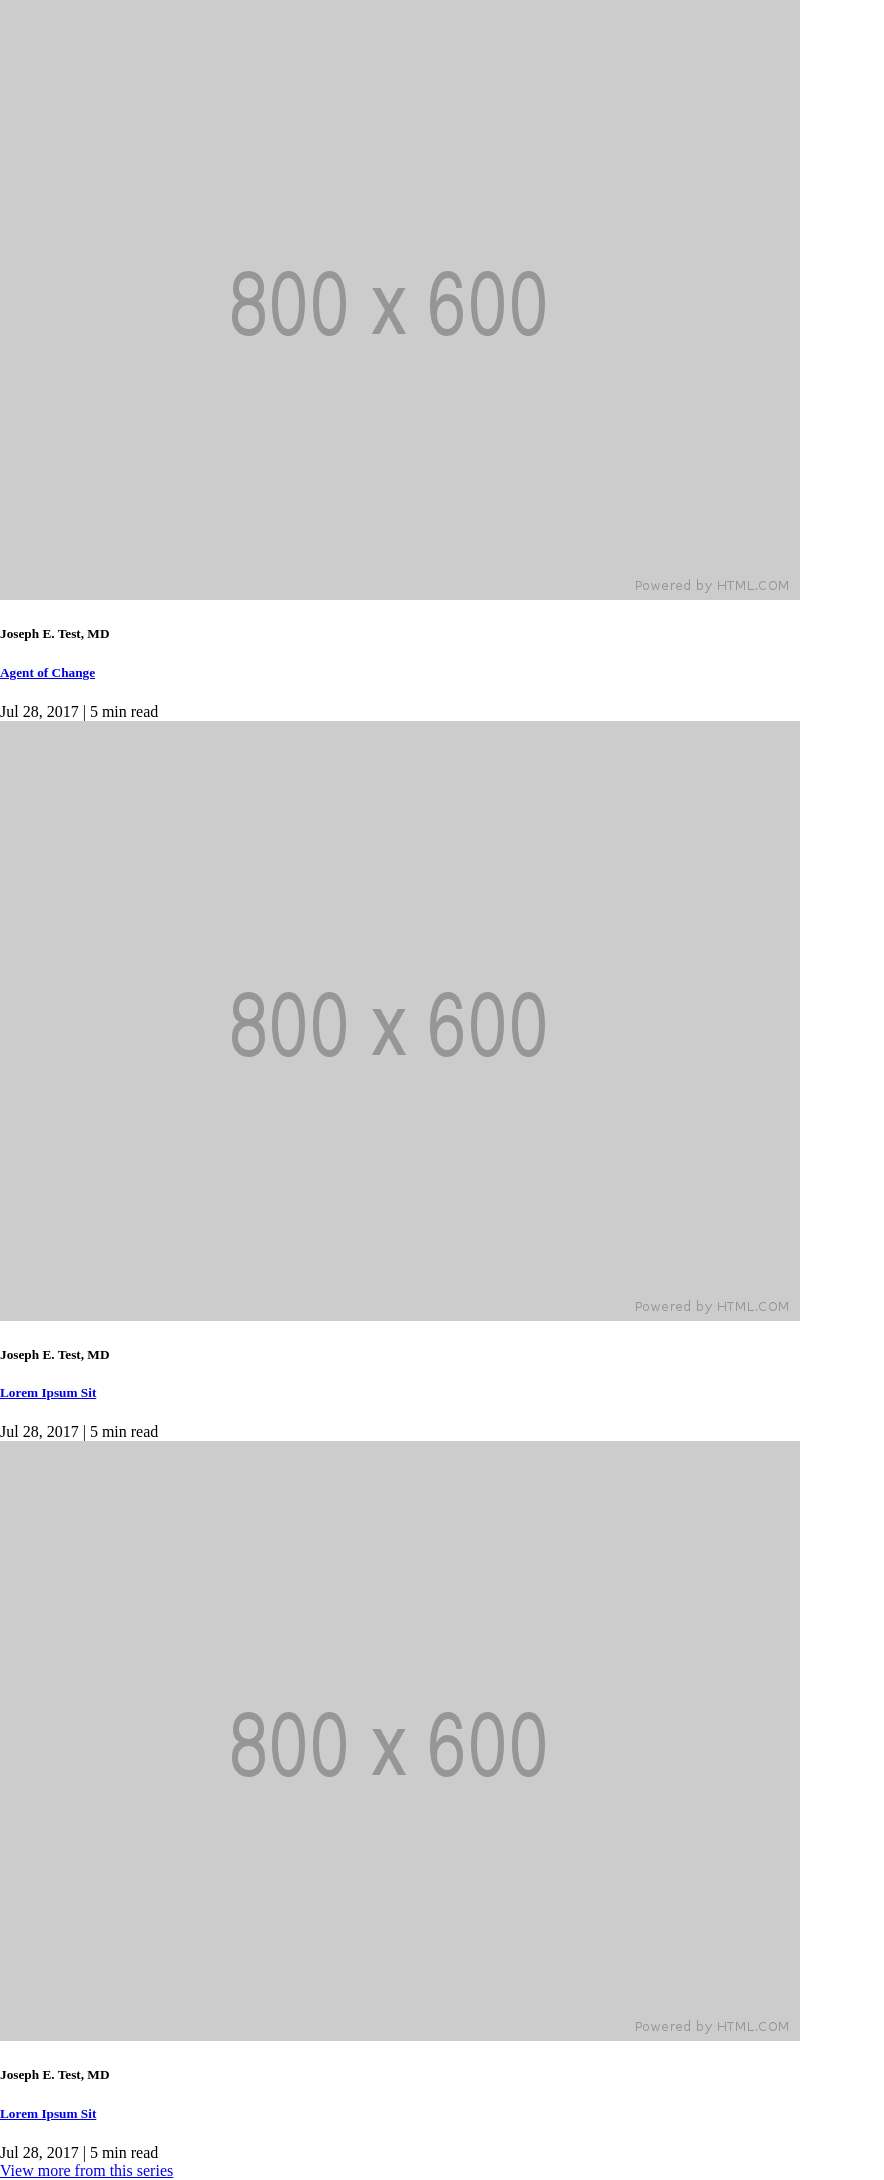 800 x 600
Powered by HTML.COM
Joseph E. Test, MD
Agent of Change
Jul 28, 2017 | 5 min read
800 x 600
Powered by HTML.COM
Joseph E. Test, MD
Lorem Ipsum Sit
Jul 28, 2017 | 5 min read
800 x 600
Powered by HTML.COM
Joseph E. Test, MD
Lorem Ipsum Sit
Jul 28, 2017 | 5 min read
View more from this series